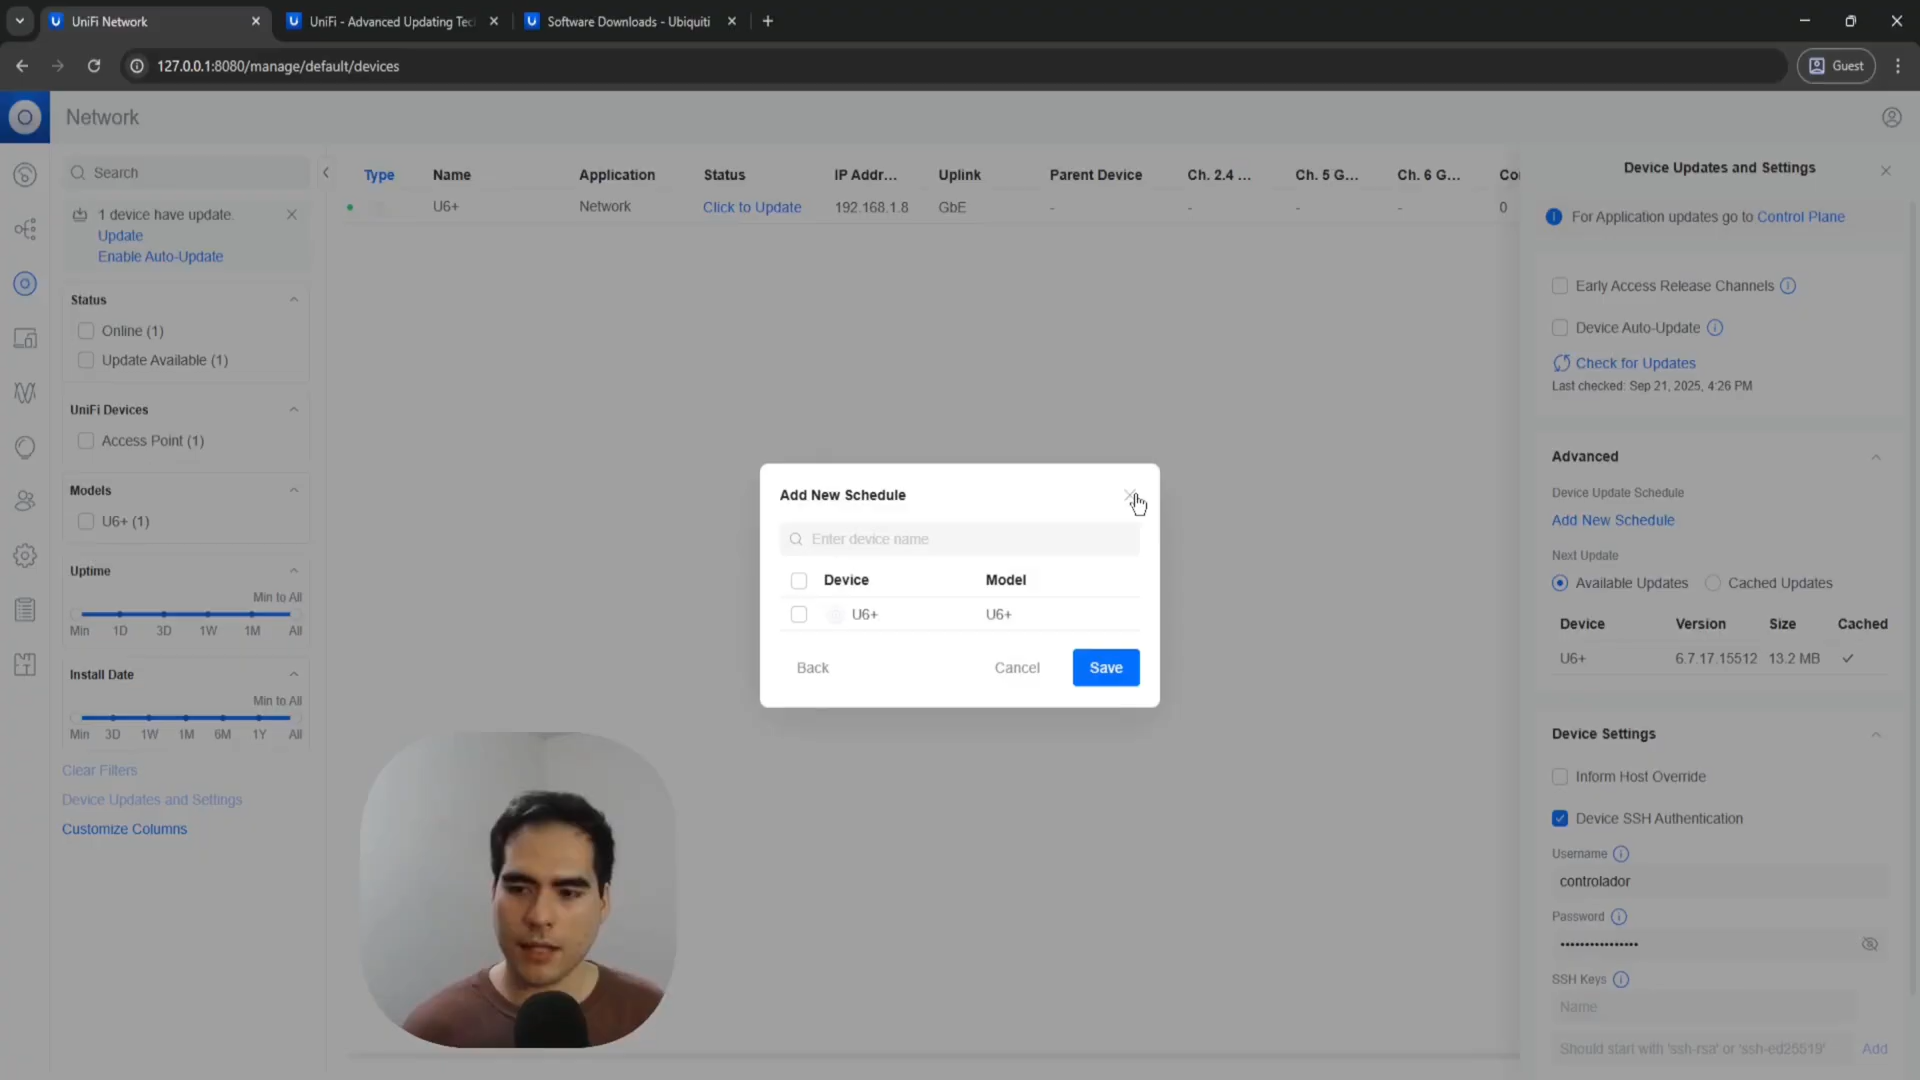 UniFi Network
UniFi - Advanced Updating Tec
Software Downloads - Ubiquiti
127.0.0.1:8080/manage/default/devices
Guest
Network
Search
1 device have update.
Update
Enable Auto-Update
Status
Online (1)
Update Available (1)
UniFi Devices
Access Point (1)
Models
U6+ (1)
Uptime
Min to All
Min 1D 3D 1W 1M All
Install Date
Min to All
Min 3D 1W 1M 6M 1Y All
Clear Filters
Device Updates and Settings
Customize Columns
Type Name Application Status IP Addr... Uplink Parent Device Ch. 2.4 ... Ch. 5 G... Ch. 6 G... Co
U6+ Network Click to Update 192.168.1.8 GbE - - - - 0
Add New Schedule
Enter device name
Device Model
U6+ U6+
Back Cancel Save
Device Updates and Settings
For Application updates go to Control Plane
Early Access Release Channels
Device Auto-Update
Check for Updates
Last checked: Sep 21, 2025, 4:26 PM
Advanced
Device Update Schedule
Add New Schedule
Next Update
Available Updates Cached Updates
Device Version Size Cached
U6+ 6.7.17.15512 13.2 MB
Device Settings
Inform Host Override
Device SSH Authentication
Username
controlador
Password
••••••••••••••••
SSH Keys
Name
Should start with 'ssh-rsa' or 'ssh-ed25519' Add